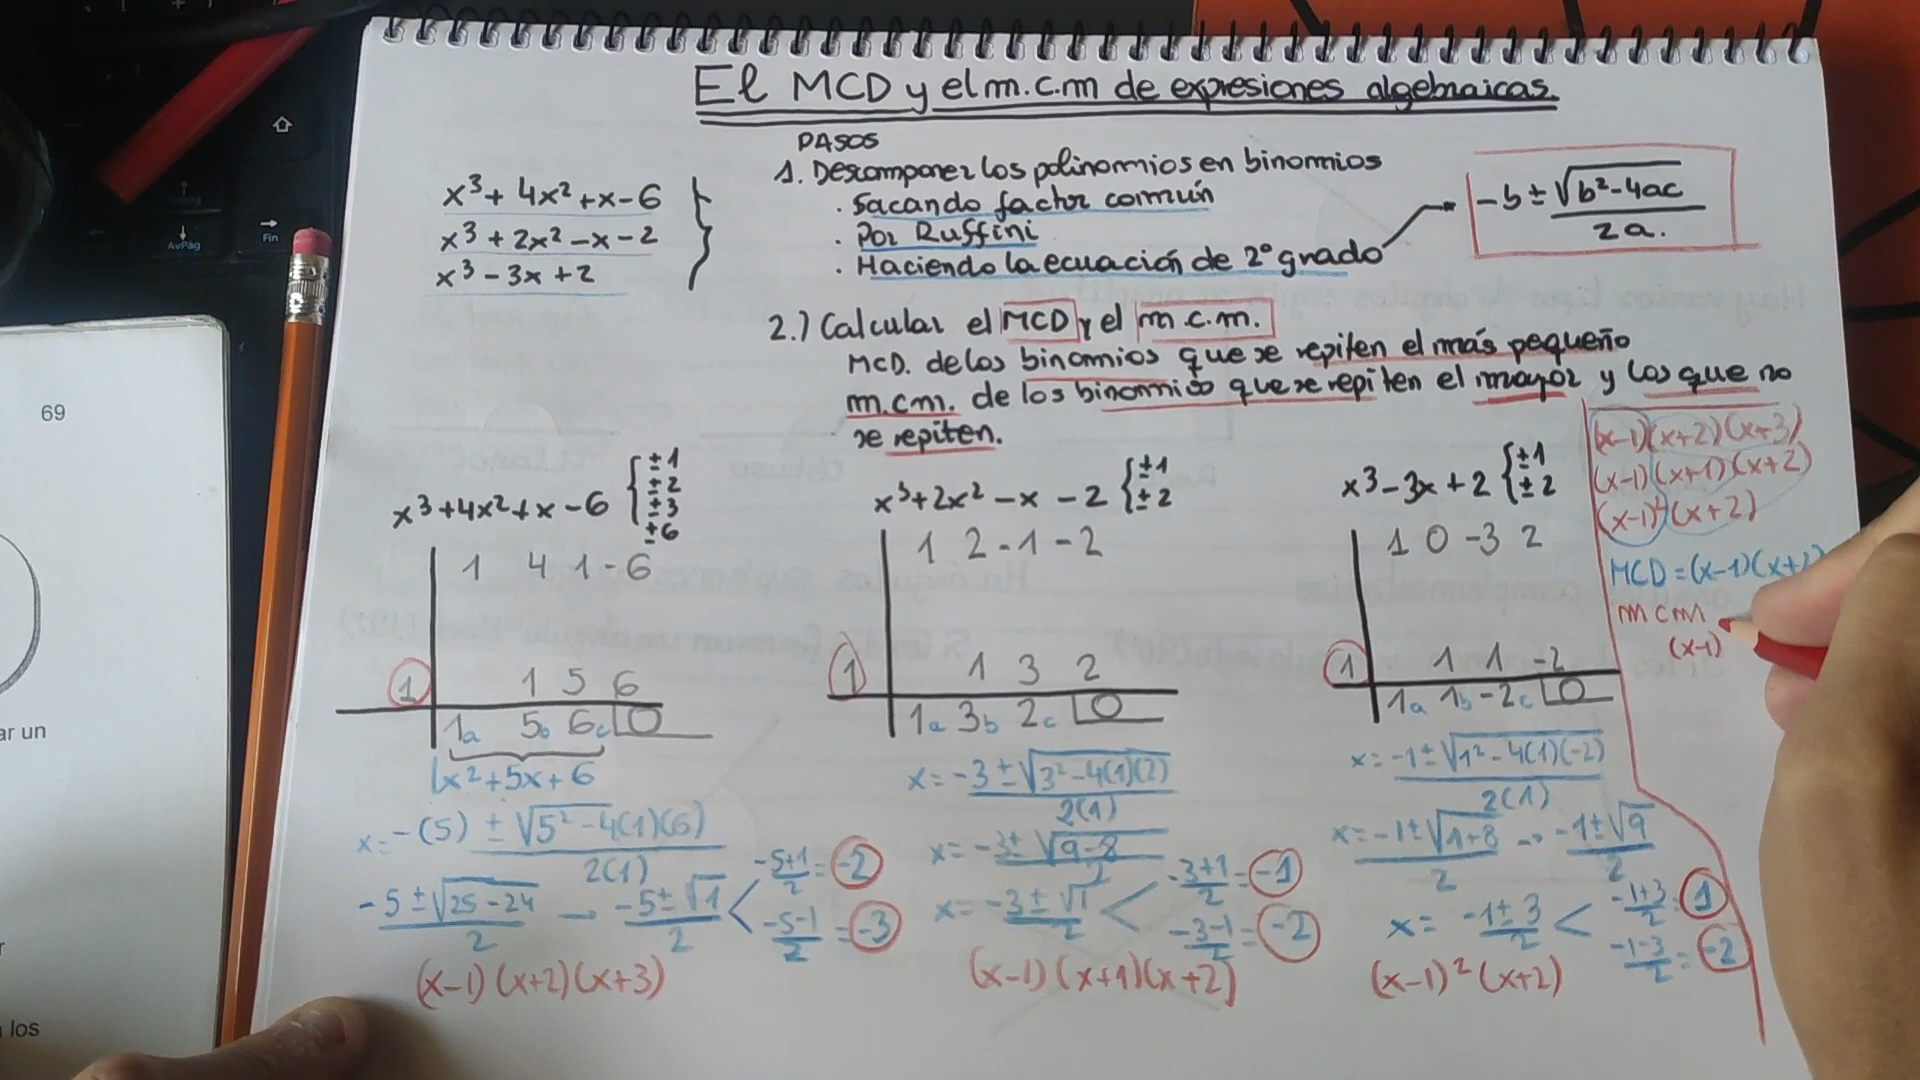 El MCD y el m.c.m de expresiones algebraicas.
PASOS
1. Descomponer los polinomios en binomios
. Sacando factor común
. Por Ruffini
. Haciendo la ecuación de 2º grado
-b ± √b²-4ac
2a.
x³ + 4x² + x - 6
x³ + 2x² - x - 2
x³ - 3x + 2
2.) Calcular el MCD y el m.c.m.
MCD. de los binomios que se repiten el más pequeño
m.c.m. de los binomios que se repiten el mayor y los que no
se repiten.
x³+4x²+x-6
±1
±2
±3
±6
1 4 1 -6
1 1 5 6
1a 5b 6c 0
1x²+5x+6
x= -(5) ± √5²-4(1)(6)
2(1)
-5±√25-24
2
→ -5±√1
2
-5+1
2
= -2
-5-1
2
= -3
(x-1)(x+2)(x+3)
x³+2x²-x-2
±1
±2
1 2 -1 -2
1 1 3 2
1a 3b 2c 0
x= -3 ± √3²-4(1)(2)
2(1)
x= -3± √9-8
2
x= -3± √1
2
-3+1
2
= -1
-3-1
2
= -2
(x-1)(x+1)(x+2)
x³-3x+2
±1
±2
1 0 -3 2
1 1 1 -2
1a 1b -2c 0
x= -1± √1²-4(1)(-2)
2(1)
x= -1± √1+8
2
→ -1±√9
2
x= -1±3
2
-1+3
2
= 1
-1-3
2
= -2
(x-1)²(x+2)
(x-1)(x+2)(x+3)
(x-1)(x+1)(x+2)
(x-1)²(x+2)
MCD=(x-1)(x+2
mcm
(x-1)
69
ar un
los
AvPág
Fin